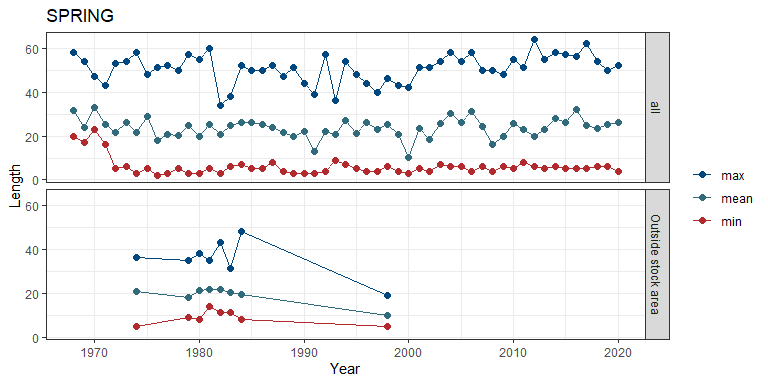 SPRING
60
40
20
0
all
60
40
20
0
Outside stock area
Length
1970
1980
1990
2000
2010
2020
Year
max
mean
min